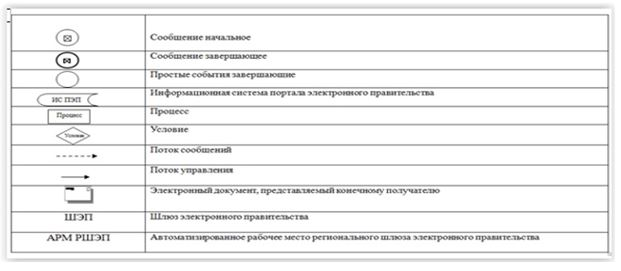 Сообщение начальное
Сообщение завершающее
Простые события завершающие
ИС ПЭП Информационная система портала электронного правительства
Процесс Процесс
Условие Условие
Поток сообщений
Поток управления
Электронный документ, представляемый конечному получателю
ШЭП Шлюз электронного правительства
АРМ РШЭП Автоматизированное рабочее место регионального шлюза электронного правительства